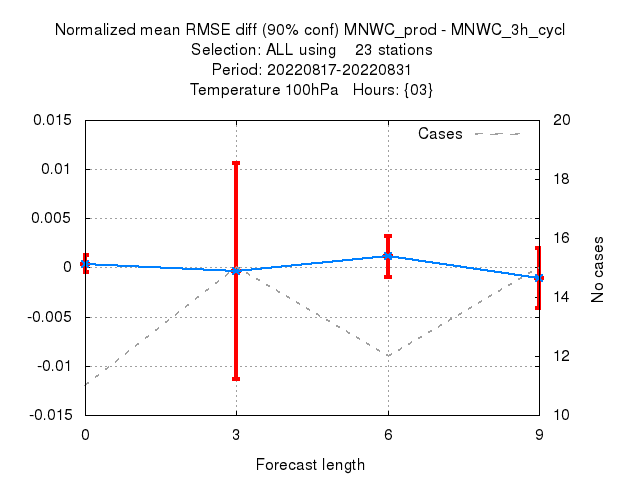 Normalized mean RMSE diff (90% conf) MNWC_prod - MNWC_3h_cycl
Selection: ALL using    23 stations
Period: 20220817-20220831
Temperature 100hPa   Hours: {03}
Cases
0.015
0.01
0.005
0
-0.005
-0.01
-0.015
20
18
16
14
12
10
No cases
0 3 6 9
Forecast length